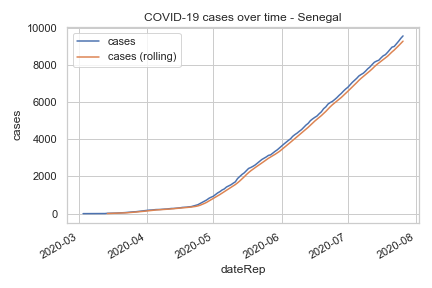 COVID-19 cases over time - Senegal
cases
cases (rolling)
10000
8000
6000
4000
2000
0
cases
2020-03
2020-04
2020-05
2020-06
2020-07
2020-08
dateRep